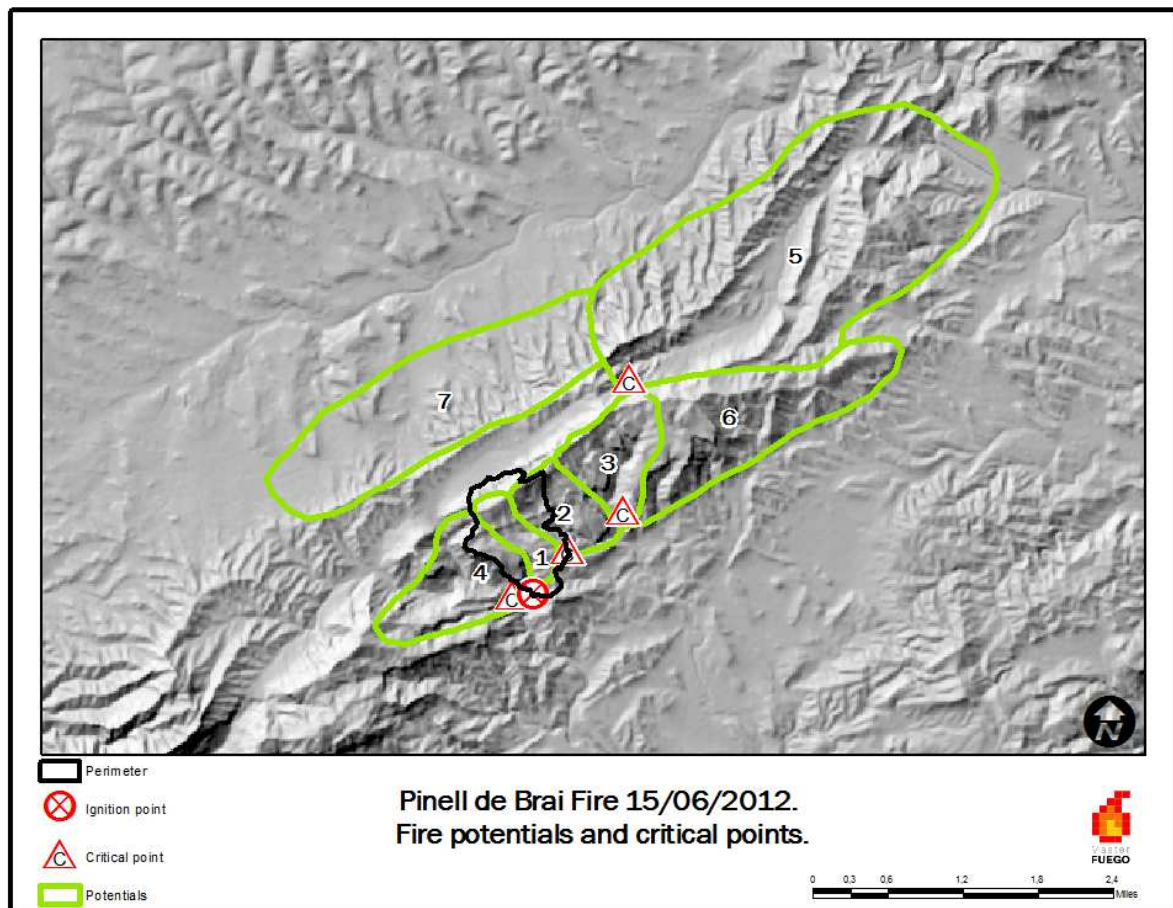 5
7
6
3
2
1
4
C
C
C
C
N
Perimeter
Ignition point
C
Critical point
Potentials
Pinell de Brai Fire 15/06/2012.
Fire potentials and critical points.
Master
FUEGO
0 0,3 0,6 1,2 1,8 2,4
Miles